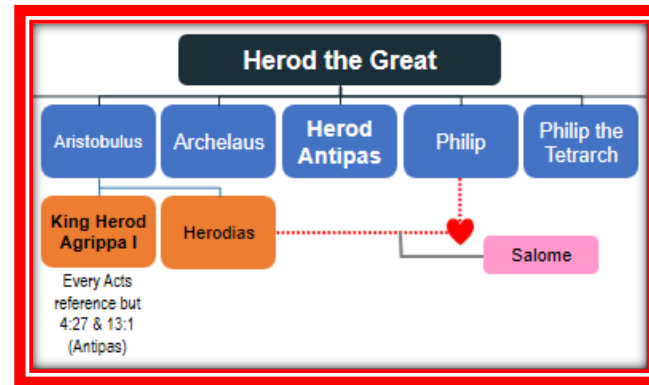 Herod the Great
Aristobulus
Archelaus
Herod
Antipas
Philip
Philip the
Tetrarch
King Herod
Agrippa I
Herodias
Salome
Every Acts
reference but
4:27 & 13:1
(Antipas)